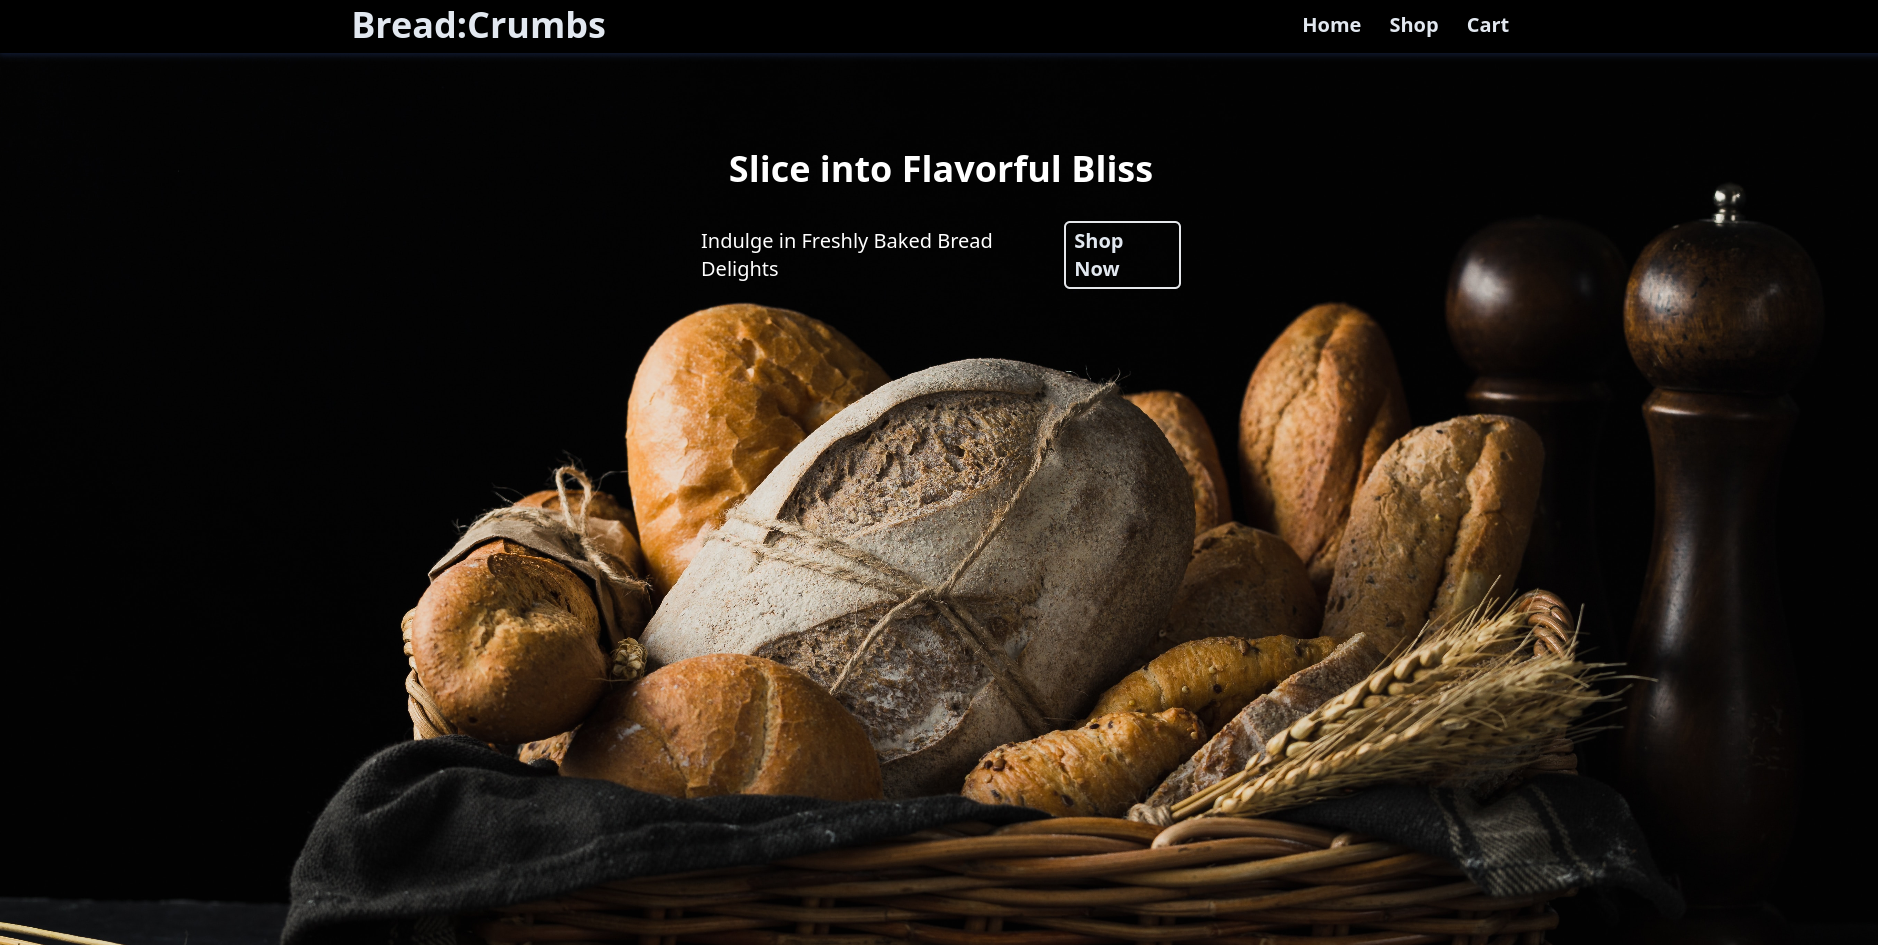 Bread:Crumbs
Home Shop Cart
Slice into Flavorful Bliss
Indulge in Freshly Baked Bread
Delights
Shop
Now